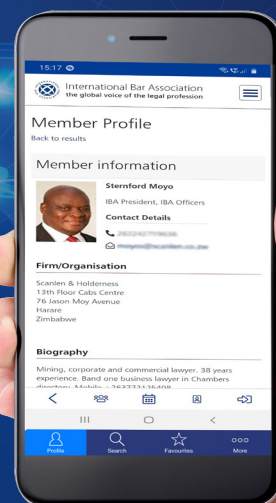 15:17
International Bar Association
the global voice of the legal profession
Member Profile
Back to results
Member information
Sternford Moyo
IBA President, IBA Officers
Contact Details
Firm/Organisation
Scanlen & Holderness
13th Floor Cabs Centre
76 Jason Moy Avenue
Harare
Zimbabwe
Biography
Mining, corporate and commercial lawyer, 38 years
experience. Band one business lawyer in Chambers
Profile
Search
Favourites
More